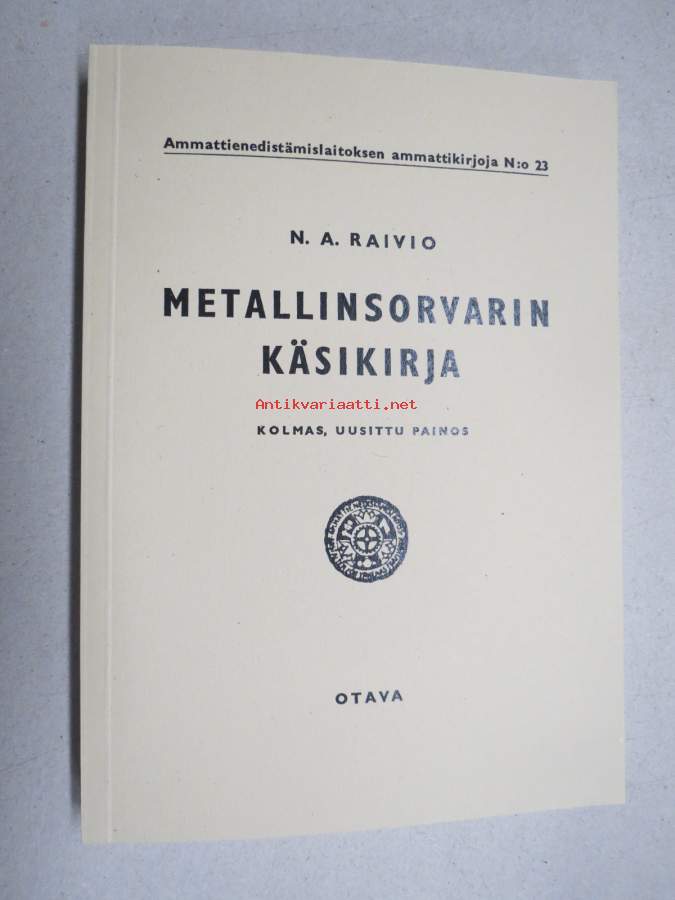 Ammattienedistämislaitoksen ammattikirjoja N:o 23
N. A. RAIVIO
METALLINSORVARIN
KÄSIKIRJA
Antikvariaatti.net
KOLMAS, UUSITTU PAINOS
OTAVA